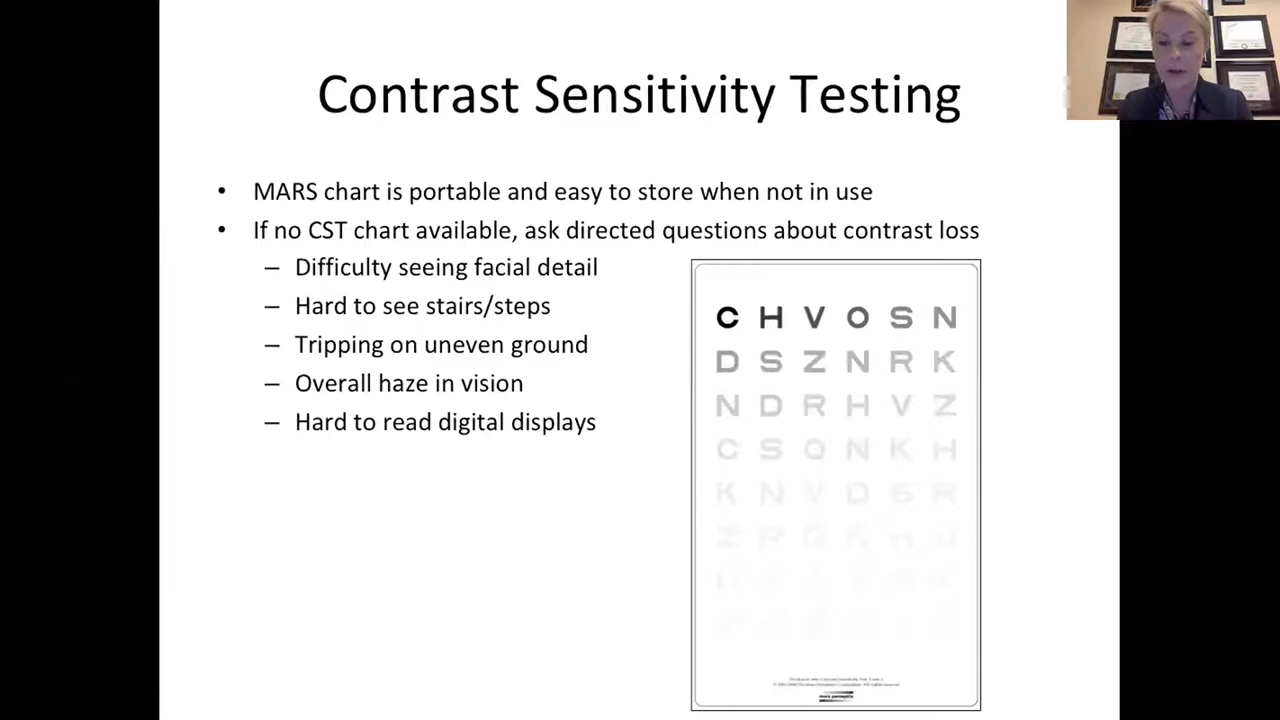 Contrast Sensitivity Testing
• MARS chart is portable and easy to store when not in use
• If no CST chart available, ask directed questions about contrast loss
– Difficulty seeing facial detail
– Hard to see stairs/steps
– Tripping on uneven ground
– Overall haze in vision
– Hard to read digital displays
C H V O S N
D S Z N R K
N D R H V Z
C S O N K H
K N V D S R
mars perceptrix